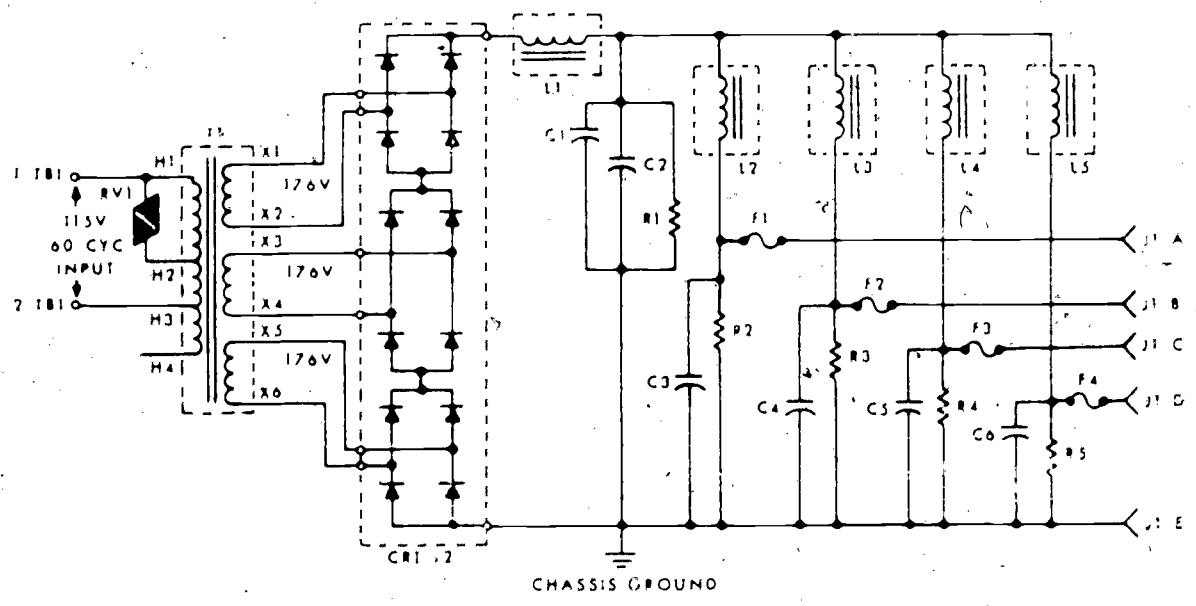 L1
H1
X1
176V
X2
1 TB1
RV1
115V
60 CYC
INPUT
H2
X3
176V
X4
2 TB1
H3
X5
H4
176V
X6
C1
C2
R1
L2
L3
L4
L5
F1
J1 A
F2
J1 B
R2
F3
R3
J1 C
C3
F4
C4
C5
R4
J1 D
C6
R5
J1 E
CHASSIS GROUND